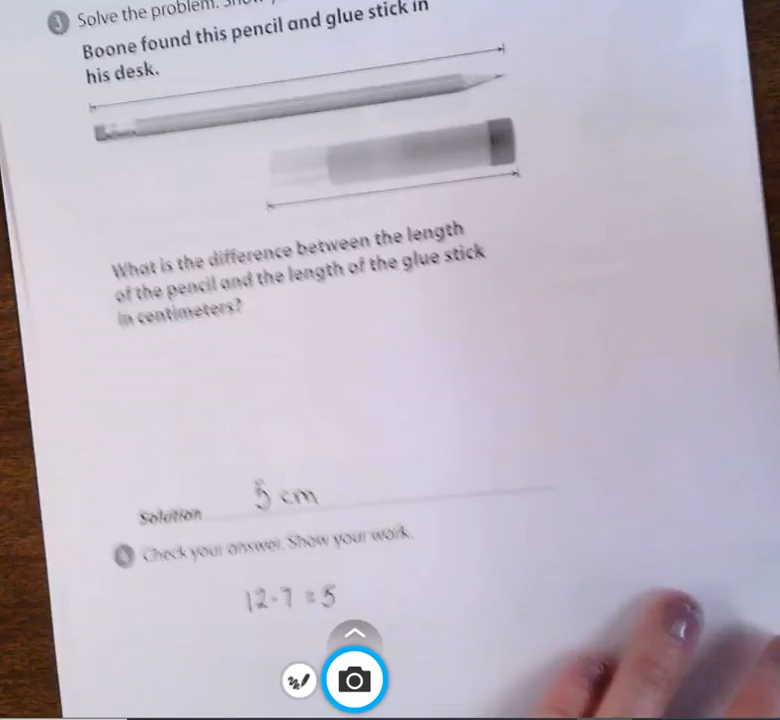 3 Solve the problem.
Boone found this pencil and glue stick in
his desk.
What is the difference between the length
of the pencil and the length of the glue stick
in centimeters?
Solution 5 cm
4 Check your answer. Show your work.
12-7=5